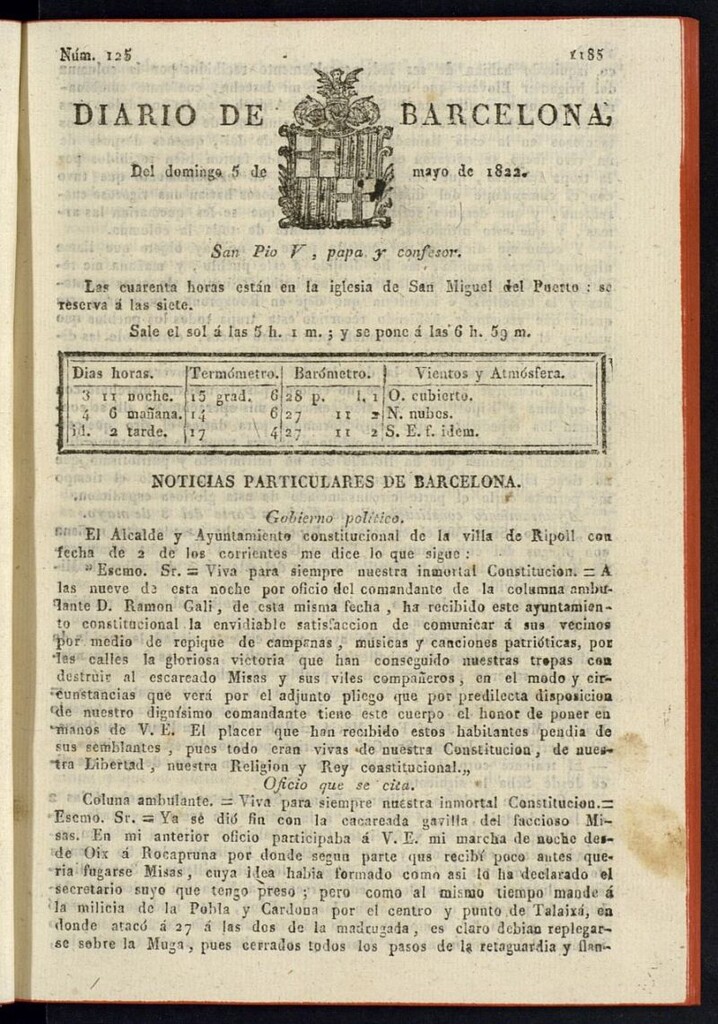 Núm. 125 1185
DIARIO DE BARCELONA,
Del domingo 5 de mayo de 1822.
San Pio V, papa y confesor.
Las cuarenta horas están en la iglesia de San Miguel del Puerto: se
reserva á las siete.
Sale el sol á las 5 h. 1 m.; y se pone á las 6 h. 59 m.
Dias horas. Termómetro. Barómetro. Vientos y Atmósfera.
3 11 noche. 15 grad. 6 28 p. l. 1 O. cubierto.
4 6 mañana. 14 6 27 11 2 N. nubes.
id. 2 tarde. 17 4 27 11 2 S. E. f. idem.
NOTICIAS PARTICULARES DE BARCELONA.
Gobierno político.
El Alcalde y Ayuntamiento constitucional de la villa de Ripoll con
fecha de 2 de los corrientes me dice lo que sigue:
"Escmo. Sr. = Viva para siempre nuestra inmortal Constitucion. = A
las nueve de esta noche por oficio del comandante de la columna ambu-
lante D. Ramon Gali, de esta misma fecha, ha recibido este ayuntamien-
to constitucional la envidiable satisfaccion de comunicar á sus vecinos
por medio de repique de campanas, músicas y canciones patrióticas, por
las calles la gloriosa victoria que han conseguido nuestras tropas con
destruir al escareado Misas y sus viles compañeros, en el modo y cir-
cunstancias que verá por el adjunto pliego que por predilecta disposicion
de nuestro dignísimo comandante tiene este cuerpo el honor de poner en
manos de V. E. El placer que han recibido estos habitantes pendia de
sus semblantes, pues todo eran vivas de nuestra Constitucion, de nues-
tra Libertad, nuestra Religion y Rey constitucional.„
Oficio que se cita.
Coluna ambulante. = Viva para siempre nuestra inmortal Constitucion.=
Escmo. Sr. = Ya se dió fin con la cacareada gavilla del faccioso Mi-
sas. En mi anterior oficio participaba á V. E. mi marcha de noche des-
de Oix á Rocapruna por donde segun parte que recibí poco antes que-
ria fugarse Misas, cuya idea habia formado como asi lo ha declarado el
secretario suyo que tengo preso; pero como al mismo tiempo mande á
la milicia de la Pobla y Cardona por el centro y punto de Talaixá, en
donde atacó á 27 á las dos de la madrugada, es claro debian replegar-
se sobre la Muga, pues cerrados todos los pasos de la retaguardia y flan-